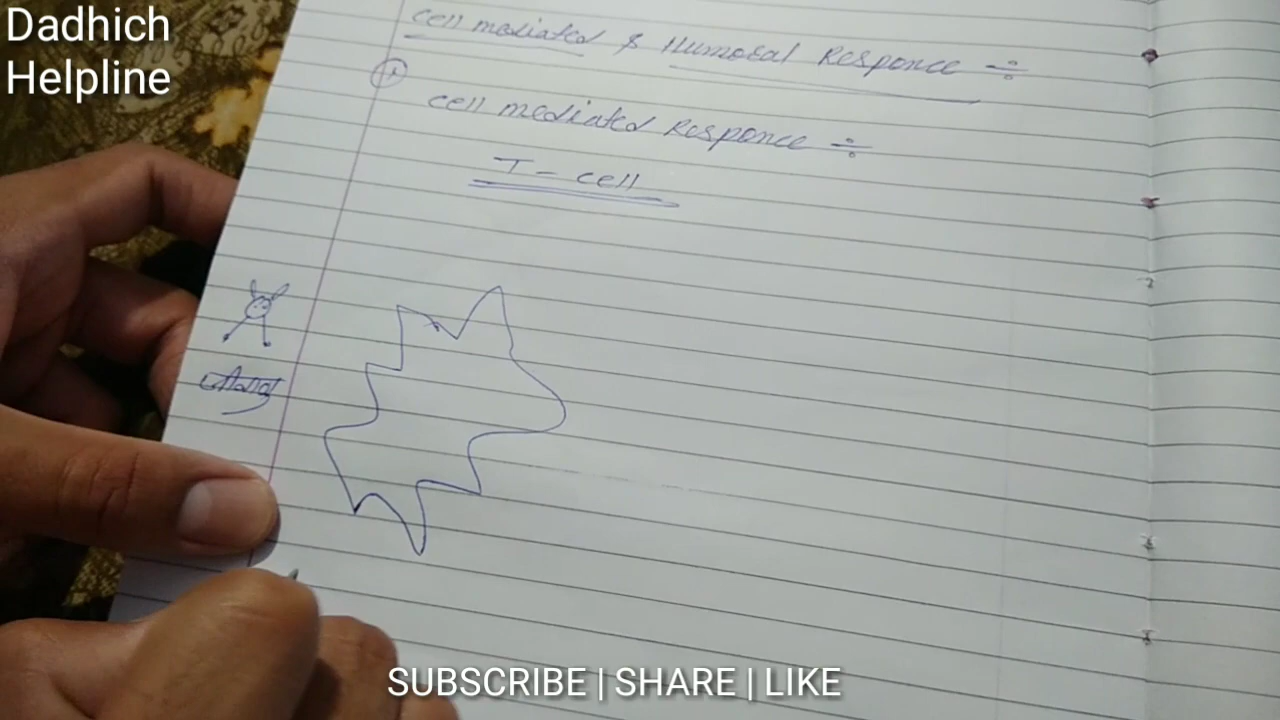 Dadhich
Helpline
cell mediated & Humoral Responce ÷
cell mediated Responce ÷
T - cell
SUBSCRIBE | SHARE | LIKE